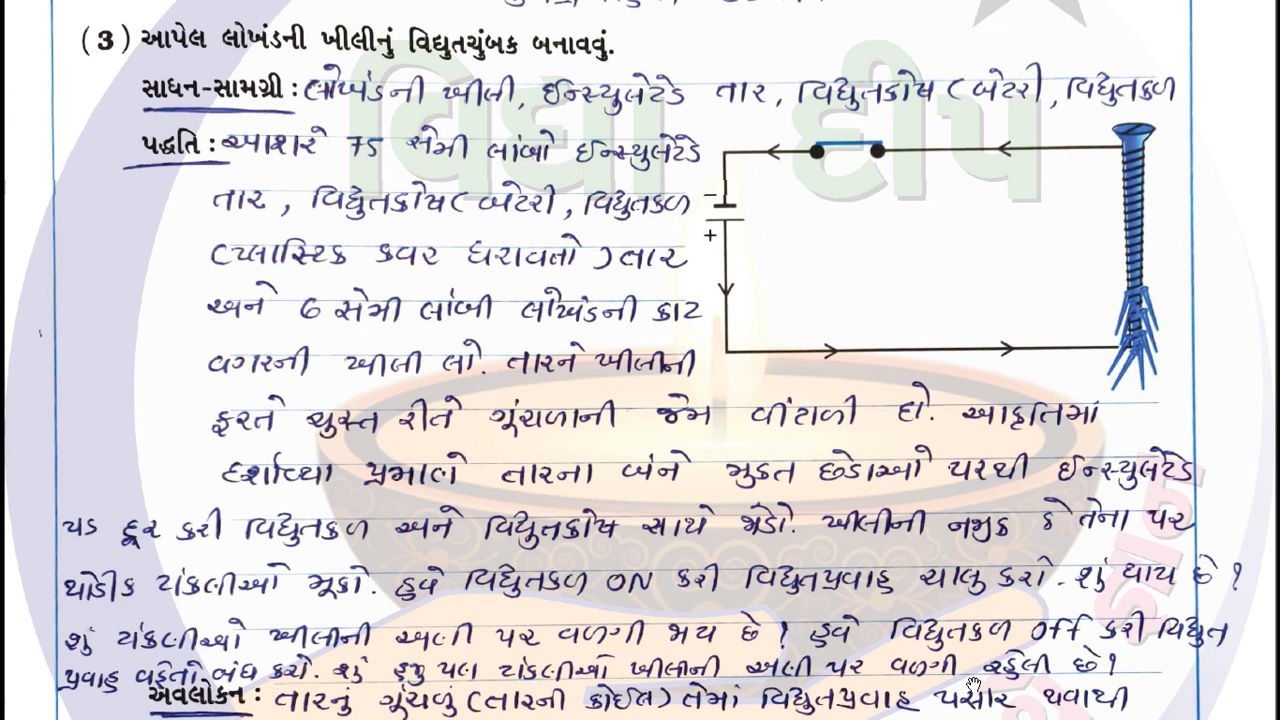 (3) આપેલ લોખંડની ખીલીનું વિદ્યુતચુંબક બનાવવું.
સાધન-સામગ્રી : લોખંડની ખીલી, ઈન્સ્યુલેટેડ તાર, વિદ્યુતકોષ (બેટરી, વિદ્યુતકળ
પદ્ધતિ : આશરે 75 સેમી લાંબો ઈન્સ્યુલેટેડ
તાર, વિદ્યુતકોષ (બેટરી, વિદ્યુતકળ
(પ્લાસ્ટિક કવર ધરાવતો) તાર
અને 6 સેમી લાંબી લોખંડની કાટ
વગરની ખીલી લો. તારને ખીલીની
ફરતે ચુસ્ત રીતે ગૂંચળાની જેમ વીંટાળી દો. આકૃતિમાં
દર્શાવ્યા પ્રમાણે તારના બંને મુક્ત છેડાઓ પરથી ઈન્સ્યુલેટેડ
પડ દૂર કરી વિદ્યુતકળ અને વિદ્યુતકોષ સાથે જોડો. ખીલીની નજીક કે તેના પર
થોડીક ટાંકણીઓ મૂકો. હવે વિદ્યુતકળ ON કરી વિદ્યુતપ્રવાહ ચાલુ કરો. શું થાય છે?
શું ટાંકણીઓ ખીલીની અણી પર વળગી જાય છે? હવે વિદ્યુતકળ OFF કરી વિદ્યુત
પ્રવાહ વહેતો બંધ કરો. શું હજુ પણ ટાંકણીઓ ખીલીની અણી પર વળગી રહેલી છે?
અવલોકન : તારનું ગૂંચળું (તારની કોઈલ) તેમાં વિદ્યુતપ્રવાહ પસાર થવાથી
−
+
વિદ્યા દીપ